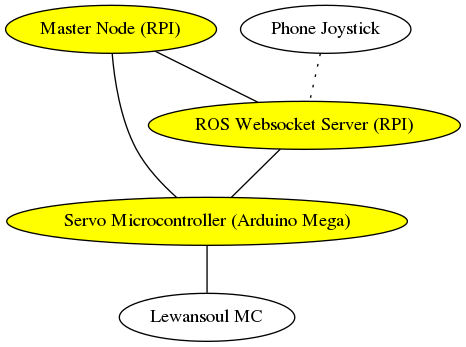 Master Node (RPI)
Phone Joystick
ROS Websocket Server (RPI)
Servo Microcontroller (Arduino Mega)
Lewansoul MC